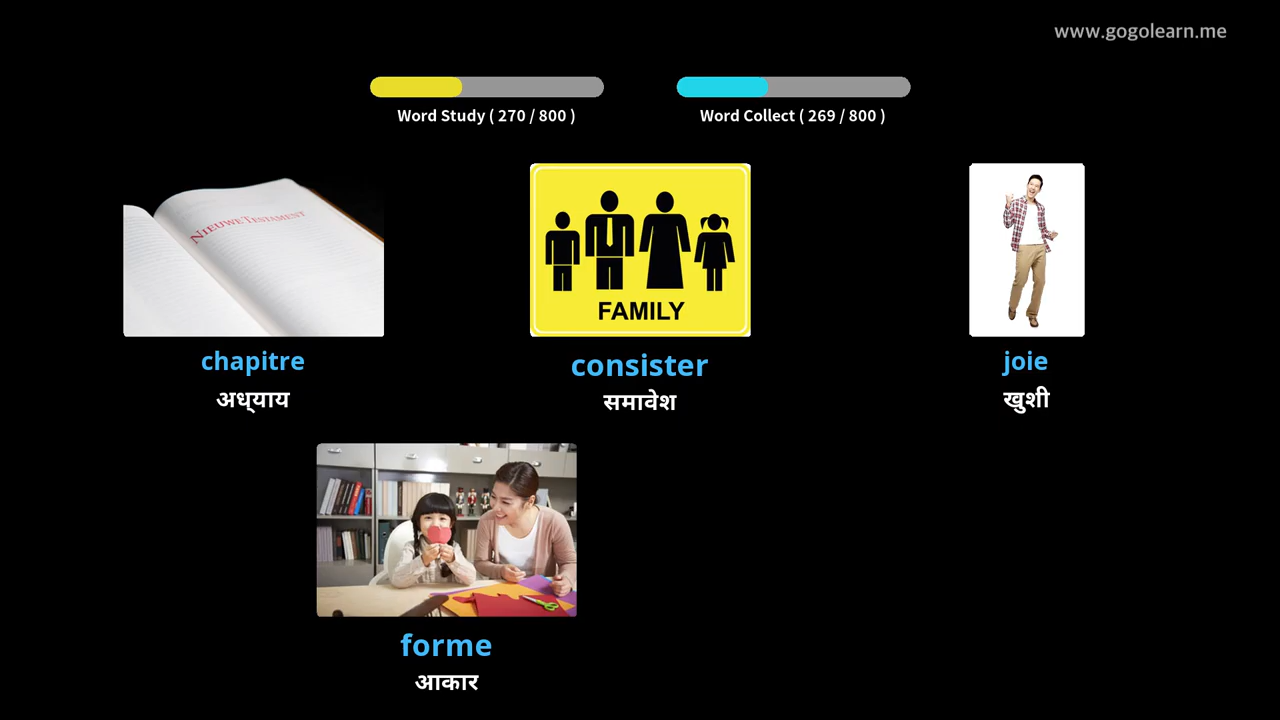 www.gogolearn.me
Word Study ( 270 / 800 )
Word Collect ( 269 / 800 )
NIEUWE TESTAMENT
FAMILY
chapitre
consister
joie
अध्याय
समावेश
खुशी
forme
आकार